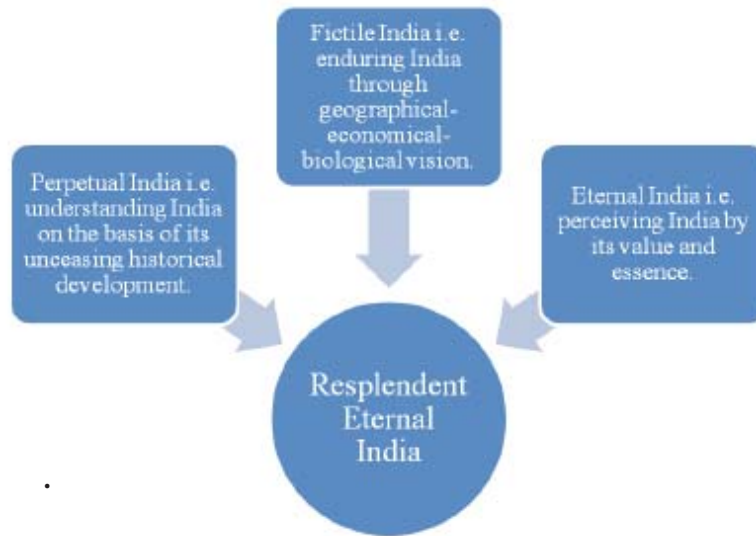 Fictile India i.e.
enduring India
through
geographical-
economical-
biological vision.
Perpetual India i.e.
understanding India
on the basis of its
unceasing historical
development.
Eternal India i.e.
perceiving India by
its value and
essence.
Resplendent
Eternal
India
.